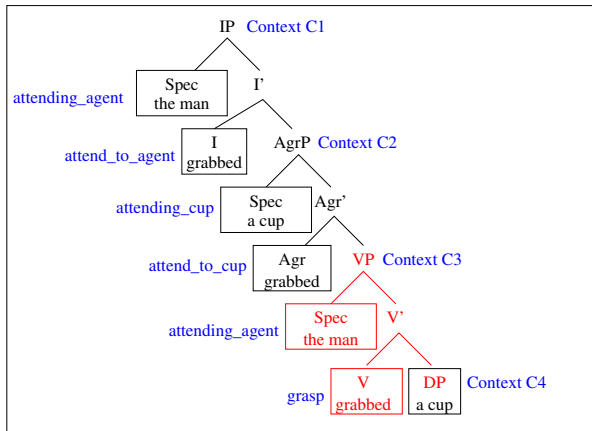 IP Context C1
attending_agent Spec I’
the man
attend_to_agent I AgrP Context C2
grabbed
attending_cup Spec Agr’
a cup
attend_to_cup Agr VP Context C3
grabbed
attending_agent Spec V’
the man
grasp V DP Context C4
grabbed a cup